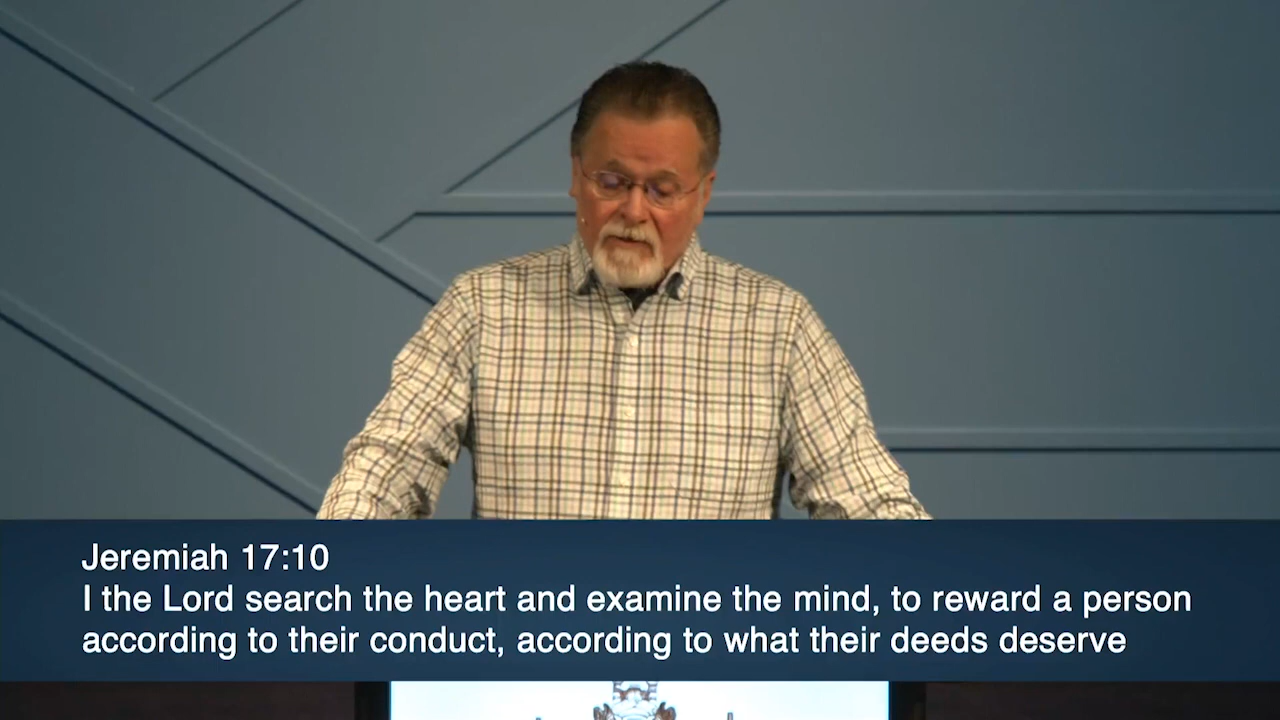 Jeremiah 17:10
I the Lord search the heart and examine the mind, to reward a person
according to their conduct, according to what their deeds deserve